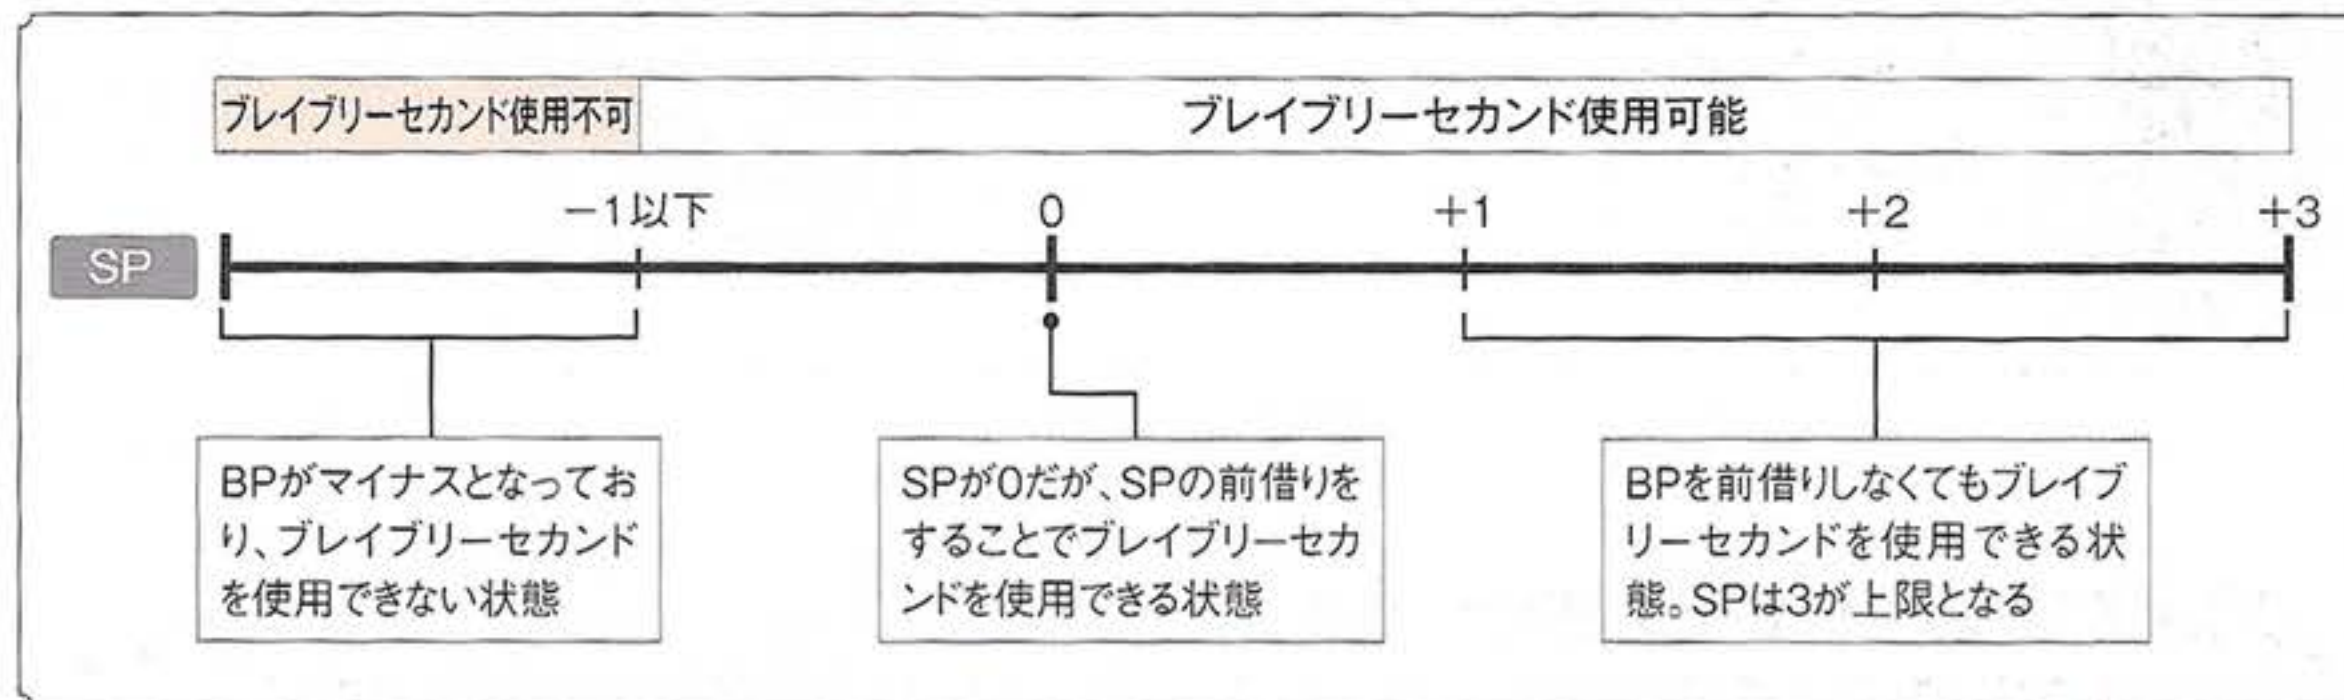 ブレイブリーセカンド使用不可
ブレイブリーセカンド使用可能
−1以下
0
+1
+2
+3
SP
BPがマイナスとなってお
り、ブレイブリーセカンド
を使用できない状態
SPが0だが、SPの前借りを
することでブレイブリーセカ
ンドを使用できる状態
BPを前借りしなくてもブレイブ
リーセカンドを使用できる状
態。SPは3が上限となる